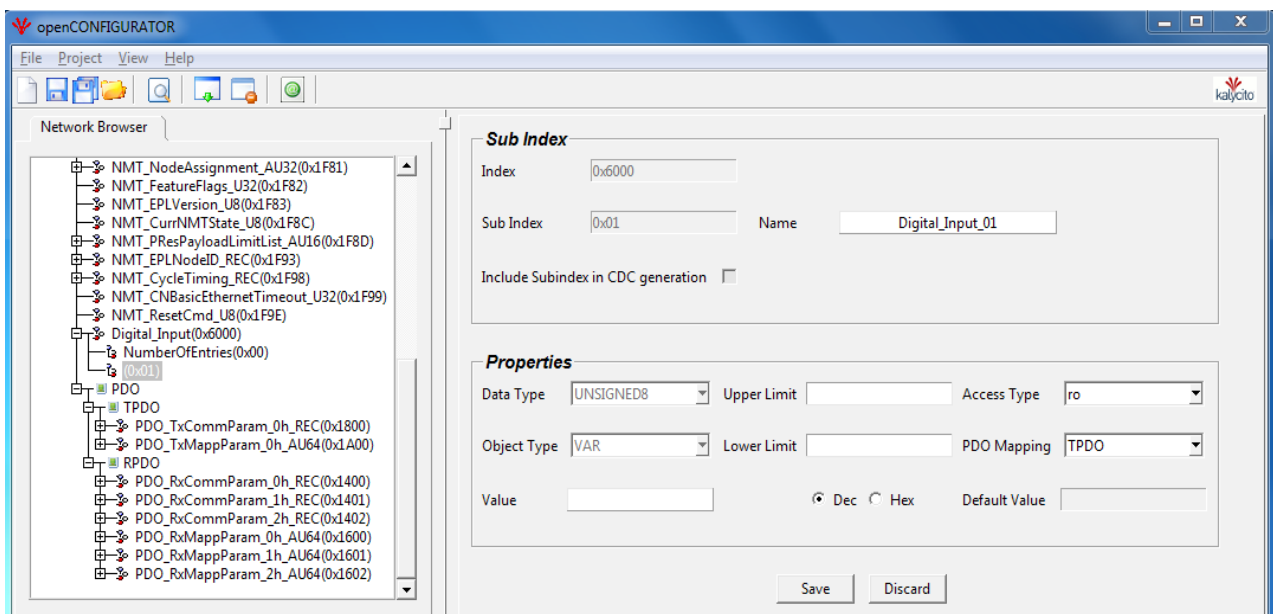 openCONFIGURATOR
File Project View Help
kalycito
Network Browser
NMT_NodeAssignment_AU32(0x1F81)
NMT_FeatureFlags_U32(0x1F82)
NMT_EPLVersion_U8(0x1F83)
NMT_CurrNMTState_U8(0x1F8C)
NMT_PResPayloadLimitList_AU16(0x1F8D)
NMT_EPLNodeID_REC(0x1F93)
NMT_CycleTiming_REC(0x1F98)
NMT_CNBasicEthernetTimeout_U32(0x1F99)
NMT_ResetCmd_U8(0x1F9E)
Digital_Input(0x6000)
NumberOfEntries(0x00)
(0x01)
PDO
TPDO
PDO_TxCommParam_0h_REC(0x1800)
PDO_TxMappParam_0h_AU64(0x1A00)
RPDO
PDO_RxCommParam_0h_REC(0x1400)
PDO_RxCommParam_1h_REC(0x1401)
PDO_RxCommParam_2h_REC(0x1402)
PDO_RxMappParam_0h_AU64(0x1600)
PDO_RxMappParam_1h_AU64(0x1601)
PDO_RxMappParam_2h_AU64(0x1602)
Sub Index
Index 0x6000
Sub Index 0x01 Name Digital_Input_01
Include Subindex in CDC generation
Properties
Data Type UNSIGNED8 Upper Limit Access Type ro
Object Type VAR Lower Limit PDO Mapping TPDO
Value Dec Hex Default Value
Save Discard